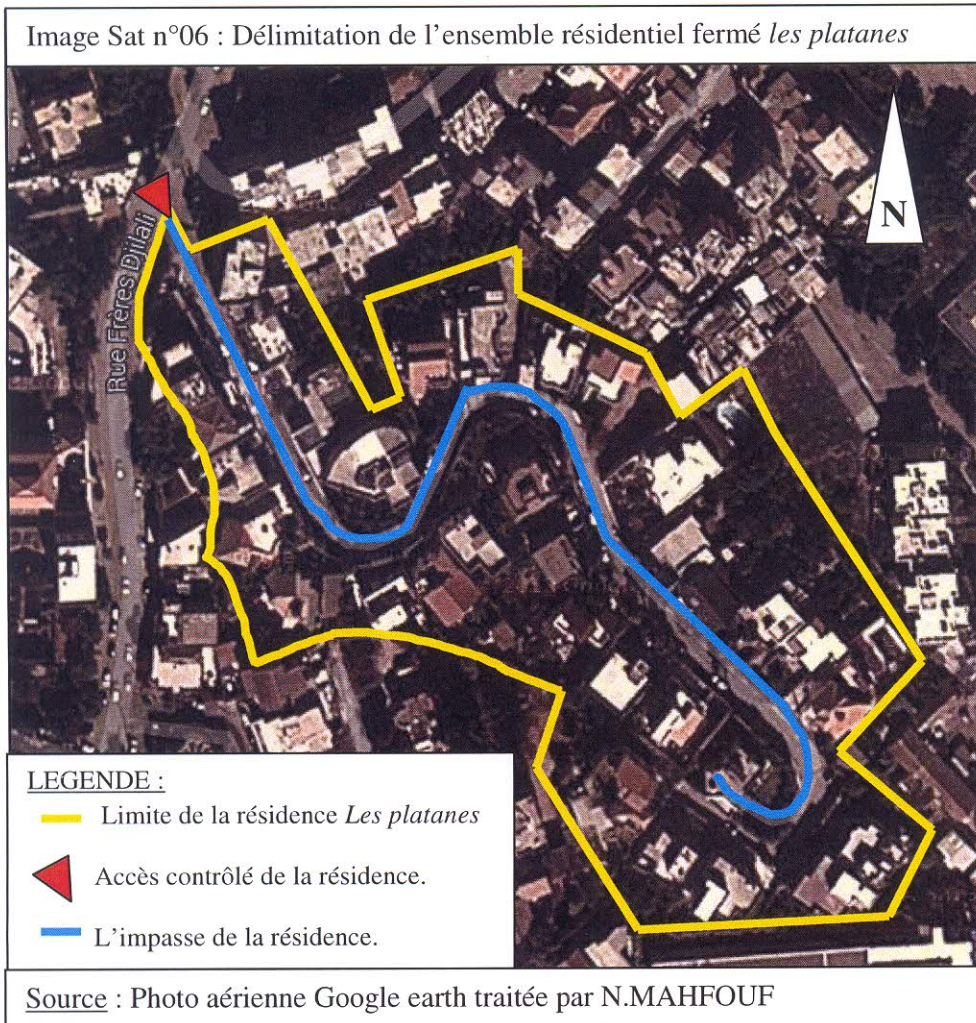 Image Sat n°06 : Délimitation de l'ensemble résidentiel fermé les platanes
N
Rue Frères Djilali
LEGENDE :
Limite de la résidence Les platanes
Accès contrôlé de la résidence.
L'impasse de la résidence.
Source : Photo aérienne Google earth traitée par N.MAHFOUF